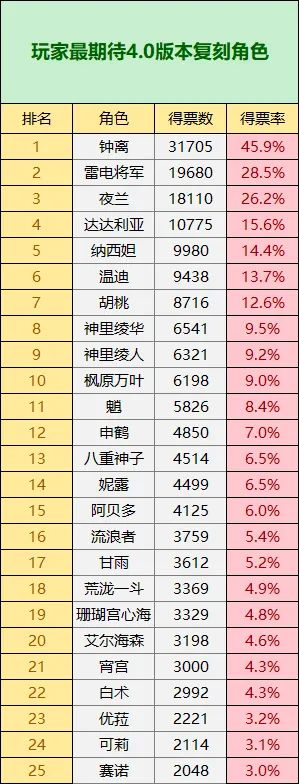 玩家最期待4.0版本复刻角色
排名 角色 得票数 得票率
1 钟离 31705 45.9%
2 雷电将军 19680 28.5%
3 夜兰 18110 26.2%
4 达达利亚 10775 15.6%
5 纳西妲 9980 14.4%
6 温迪 9438 13.7%
7 胡桃 8716 12.6%
8 神里绫华 6541 9.5%
9 神里绫人 6321 9.2%
10 枫原万叶 6198 9.0%
11 魈 5826 8.4%
12 申鹤 4850 7.0%
13 八重神子 4514 6.5%
14 妮露 4499 6.5%
15 阿贝多 4125 6.0%
16 流浪者 3759 5.4%
17 甘雨 3612 5.2%
18 荒泷一斗 3369 4.9%
19 珊瑚宫心海 3329 4.8%
20 艾尔海森 3198 4.6%
21 宵宫 3000 4.3%
22 白术 2992 4.3%
23 优菈 2221 3.2%
24 可莉 2114 3.1%
25 赛诺 2048 3.0%